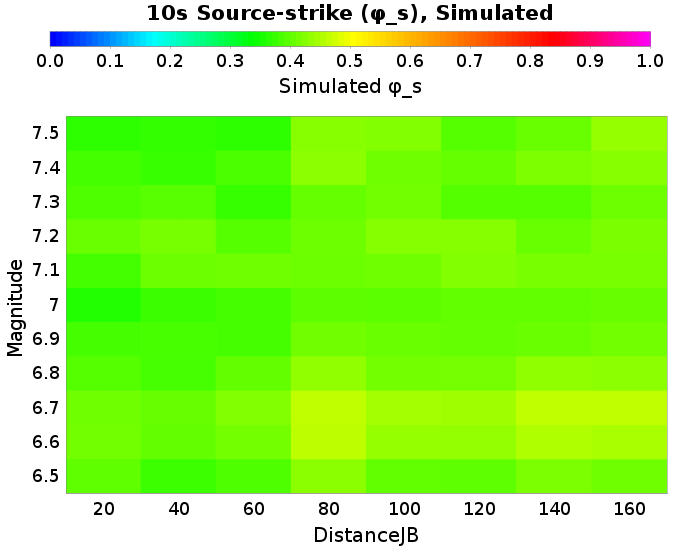 10s Source-strike (φ_s), Simulated
0.0 0.1 0.2 0.3 0.4 0.5 0.6 0.7 0.8 0.9 1.0
Simulated φ_s
Magnitude
7.5
7.4
7.3
7.2
7.1
7
6.9
6.8
6.7
6.6
6.5
20 40 60 80 100 120 140 160
DistanceJB